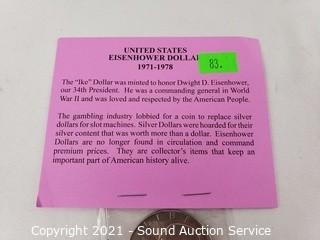 UNITED STATES
EISENHOWER DOLLAR
1971-1978
83.
The "Ike" Dollar was minted to honor Dwight D. Eisenhower,
our 34th President. He was a commanding general in World
War II and was loved and respected by the American People.
The gambling industry lobbied for a coin to replace silver
dollars for slot machines. Silver Dollars were hoarded for their
silver content that was worth more than a dollar. Eisenhower
Dollars are no longer found in circulation and command
premium prices. They are collector's items that keep an
important part of American history alive.
Copyright 2021 - Sound Auction Service